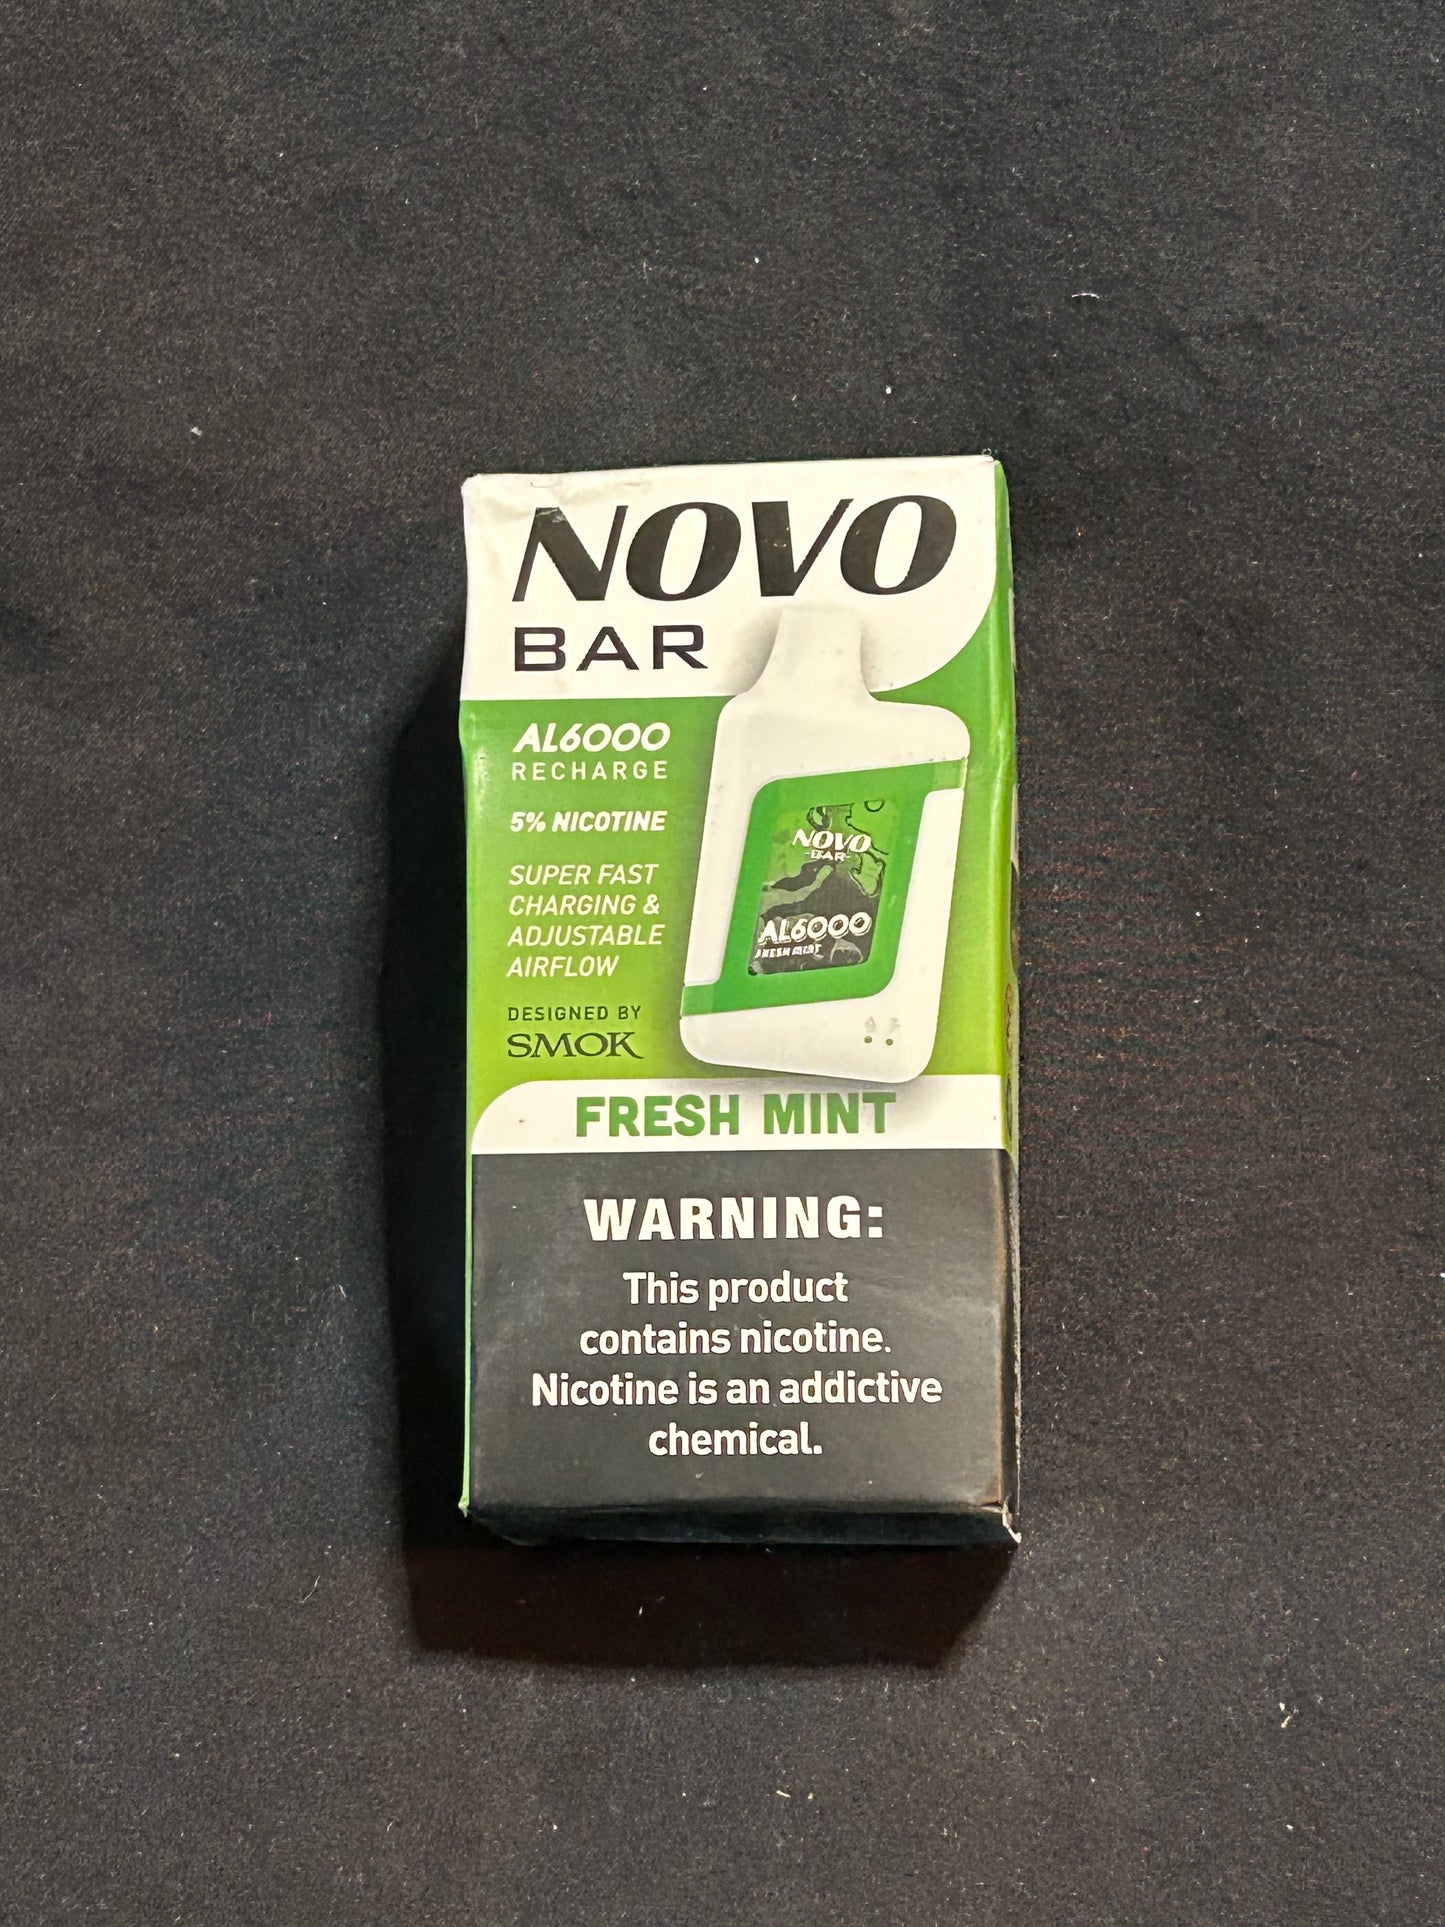 NOVO
BAR
AL6000
RECHARGE
5% NICOTINE
SUPER FAST
CHARGING &
ADJUSTABLE
AIRFLOW
DESIGNED BY
SMOK
NOVO
-BAR-
AL6000
FRESH MINT
FRESH MINT
WARNING:
This product
contains nicotine.
Nicotine is an addictive
chemical.